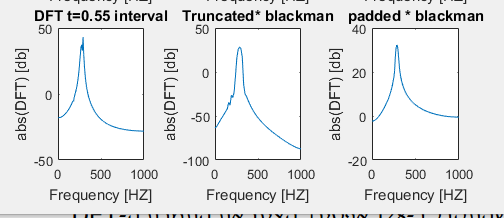 DFT t=0.55 interval
Truncated* blackman
padded * blackman
abs(DFT) [db]
50
0
-50
0
500
1000
Frequency [HZ]
abs(DFT) [db]
50
0
-50
-100
0
500
1000
Frequency [HZ]
abs(DFT) [db]
40
20
0
-20
0
500
1000
Frequency [HZ]